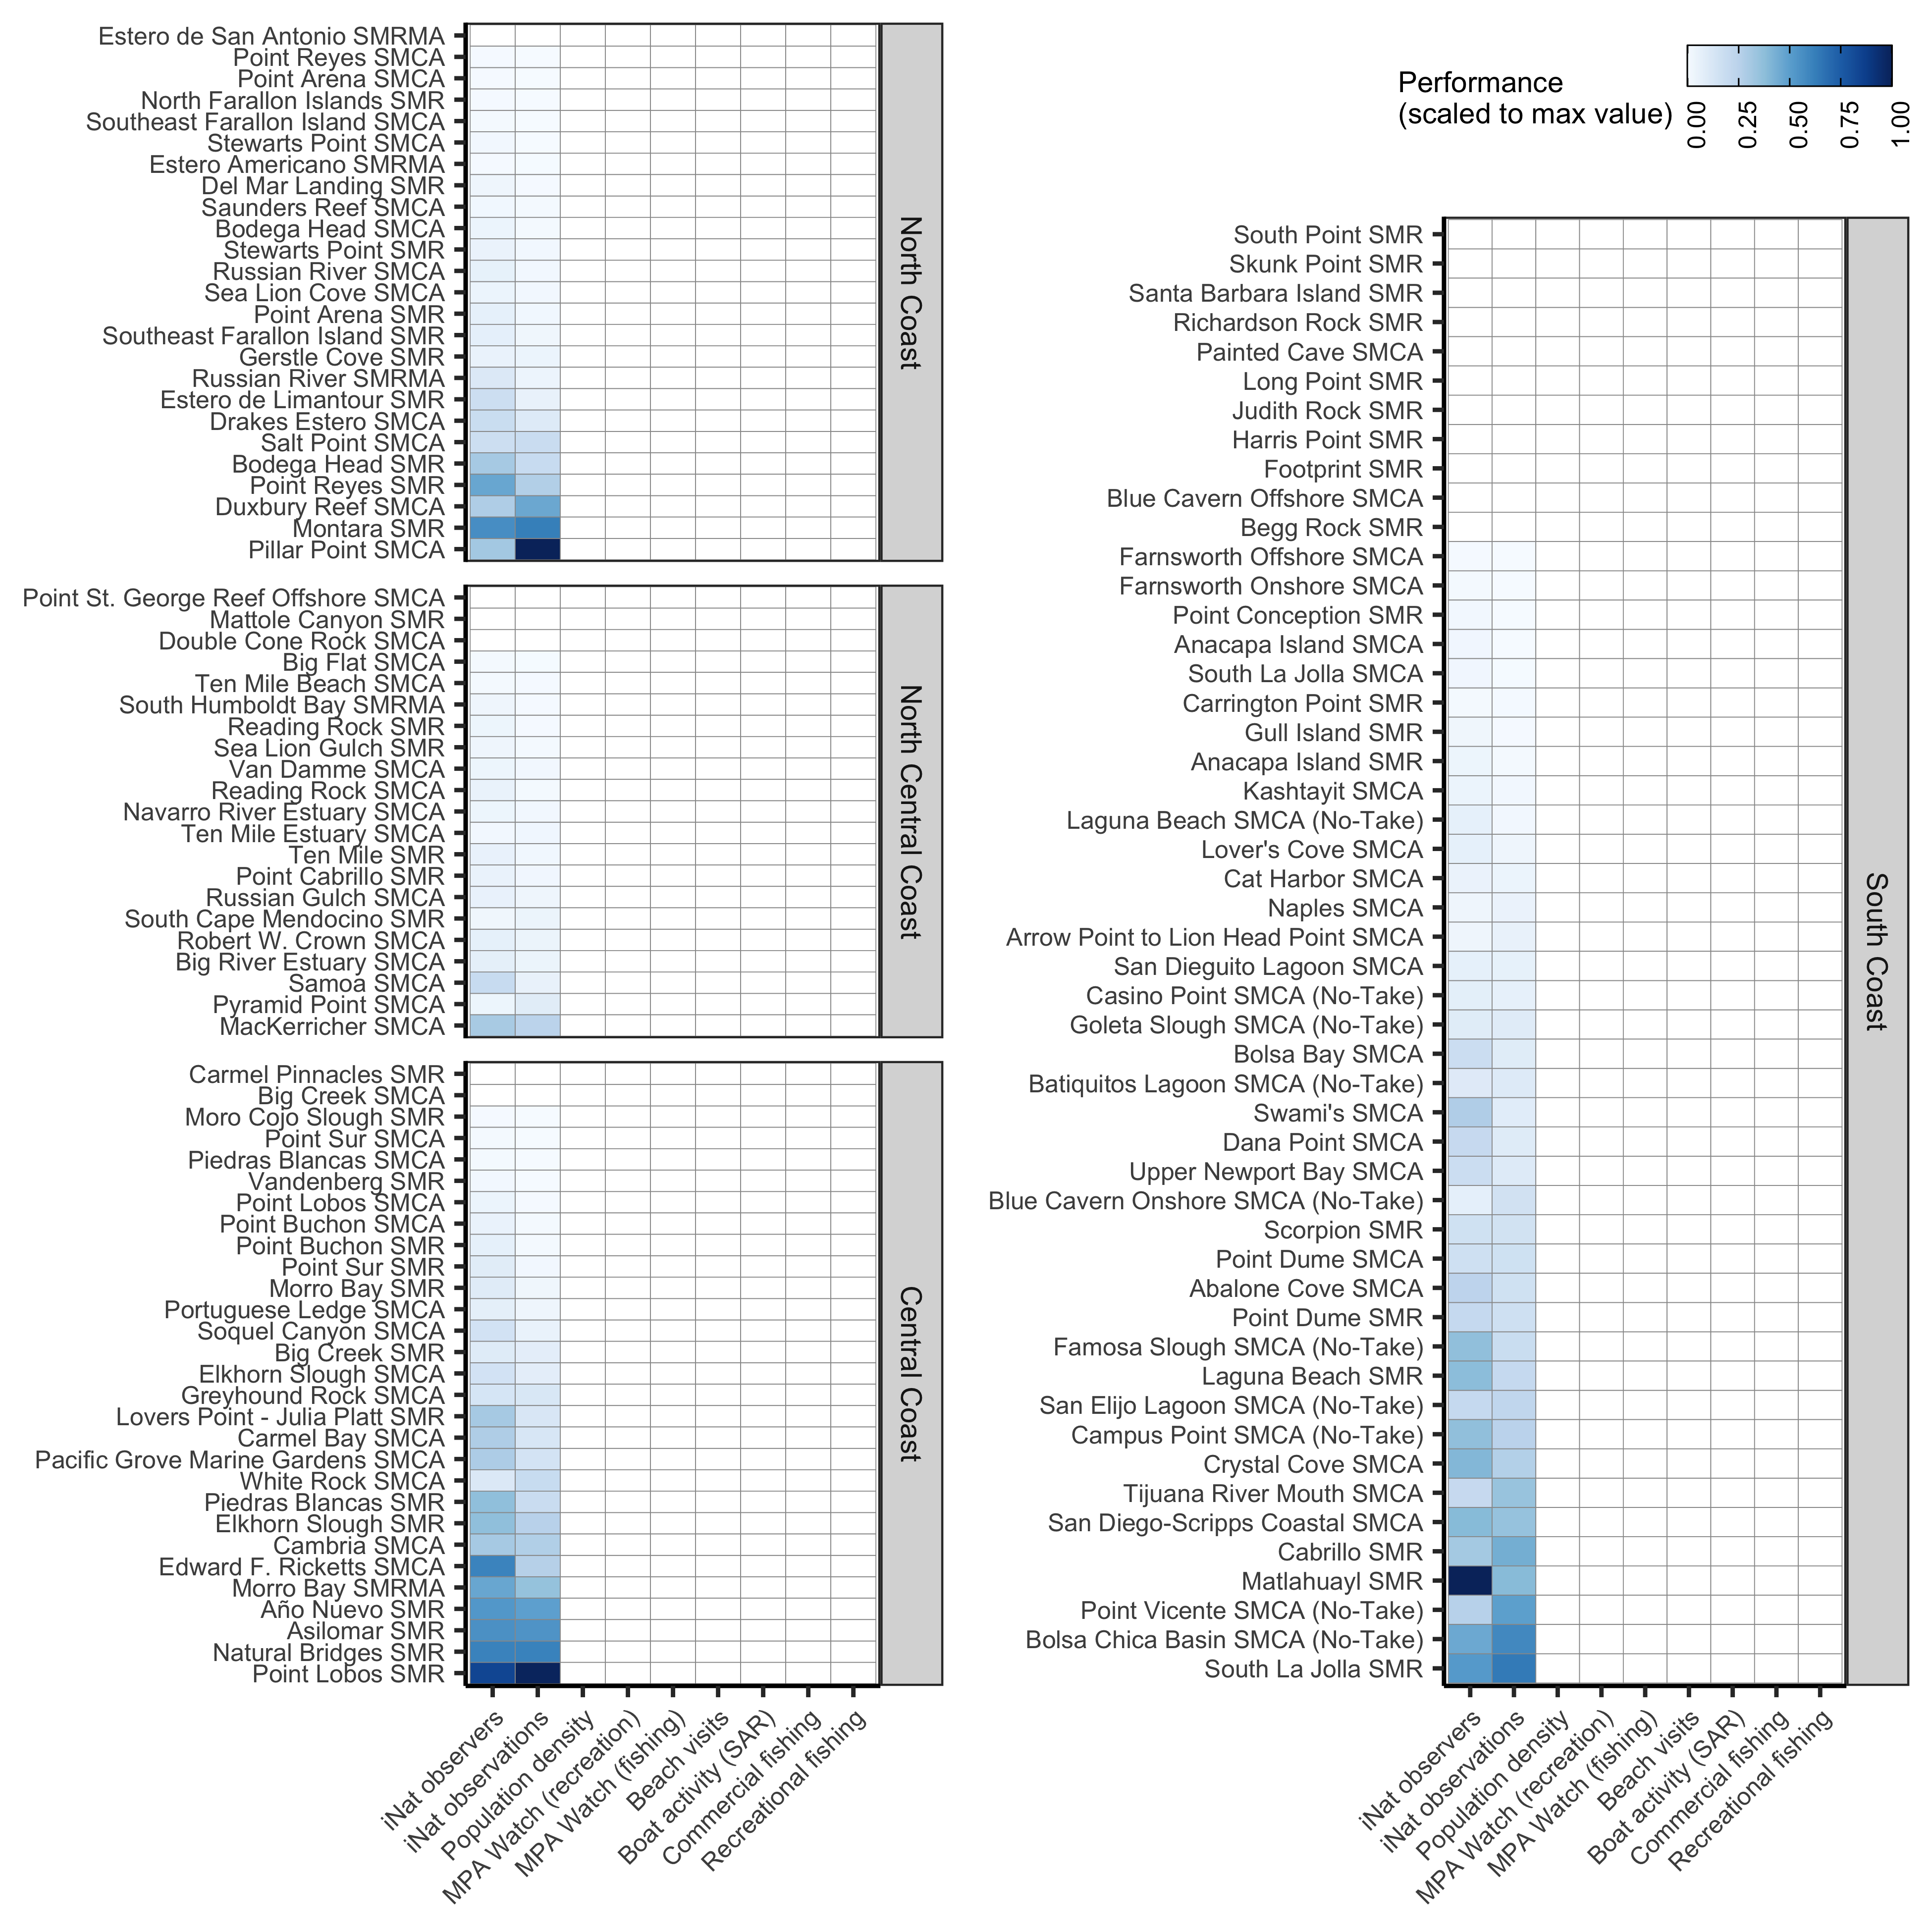 Estero de San Antonio SMRMA
Point Reyes SMCA
Point Arena SMCA
North Farallon Islands SMR
Southeast Farallon Island SMCA
Stewarts Point SMCA
Estero Americano SMRMA
Del Mar Landing SMR
Saunders Reef SMCA
Bodega Head SMCA
Stewarts Point SMR
Russian River SMCA
Sea Lion Cove SMCA
Point Arena SMR
Southeast Farallon Island SMR
Gerstle Cove SMR
Russian River SMRMA
Estero de Limantour SMR
Drakes Estero SMCA
Salt Point SMCA
Bodega Head SMR
Point Reyes SMR
Duxbury Reef SMCA
Montara SMR
Pillar Point SMCA
North Coast
Point St. George Reef Offshore SMCA
Mattole Canyon SMR
Double Cone Rock SMCA
Big Flat SMCA
Ten Mile Beach SMCA
South Humboldt Bay SMRMA
Reading Rock SMR
Sea Lion Gulch SMR
Van Damme SMCA
Reading Rock SMCA
Navarro River Estuary SMCA
Ten Mile Estuary SMCA
Ten Mile SMR
Point Cabrillo SMR
Russian Gulch SMCA
South Cape Mendocino SMR
Robert W. Crown SMCA
Big River Estuary SMCA
Samoa SMCA
Pyramid Point SMCA
MacKerricher SMCA
North Central Coast
Carmel Pinnacles SMR
Big Creek SMCA
Moro Cojo Slough SMR
Point Sur SMCA
Piedras Blancas SMCA
Vandenberg SMR
Point Lobos SMCA
Point Buchon SMCA
Point Buchon SMR
Point Sur SMR
Morro Bay SMR
Portuguese Ledge SMCA
Soquel Canyon SMCA
Big Creek SMR
Elkhorn Slough SMCA
Greyhound Rock SMCA
Lovers Point - Julia Platt SMR
Carmel Bay SMCA
Pacific Grove Marine Gardens SMCA
White Rock SMCA
Piedras Blancas SMR
Elkhorn Slough SMR
Cambria SMCA
Edward F. Ricketts SMCA
Morro Bay SMRMA
Año Nuevo SMR
Asilomar SMR
Natural Bridges SMR
Point Lobos SMR
Central Coast
iNat observers
iNat observations
Population density
MPA Watch (recreation)
MPA Watch (fishing)
Beach visits
Boat activity (SAR)
Commercial fishing
Recreational fishing
Performance
(scaled to max value)
0.00
0.25
0.50
0.75
1.00
South Point SMR
Skunk Point SMR
Santa Barbara Island SMR
Richardson Rock SMR
Painted Cave SMCA
Long Point SMR
Judith Rock SMR
Harris Point SMR
Footprint SMR
Blue Cavern Offshore SMCA
Begg Rock SMR
Farnsworth Offshore SMCA
Farnsworth Onshore SMCA
Point Conception SMR
Anacapa Island SMCA
South La Jolla SMCA
Carrington Point SMR
Gull Island SMR
Anacapa Island SMR
Kashtayit SMCA
Laguna Beach SMCA (No-Take)
Lover's Cove SMCA
Cat Harbor SMCA
Naples SMCA
Arrow Point to Lion Head Point SMCA
San Dieguito Lagoon SMCA
Casino Point SMCA (No-Take)
Goleta Slough SMCA (No-Take)
Bolsa Bay SMCA
Batiquitos Lagoon SMCA (No-Take)
Swami's SMCA
Dana Point SMCA
Upper Newport Bay SMCA
Blue Cavern Onshore SMCA (No-Take)
Scorpion SMR
Point Dume SMCA
Abalone Cove SMCA
Point Dume SMR
Famosa Slough SMCA (No-Take)
Laguna Beach SMR
San Elijo Lagoon SMCA (No-Take)
Campus Point SMCA (No-Take)
Crystal Cove SMCA
Tijuana River Mouth SMCA
San Diego-Scripps Coastal SMCA
Cabrillo SMR
Matlahuayl SMR
Point Vicente SMCA (No-Take)
Bolsa Chica Basin SMCA (No-Take)
South La Jolla SMR
South Coast
iNat observers
iNat observations
Population density
MPA Watch (recreation)
MPA Watch (fishing)
Beach visits
Boat activity (SAR)
Commercial fishing
Recreational fishing